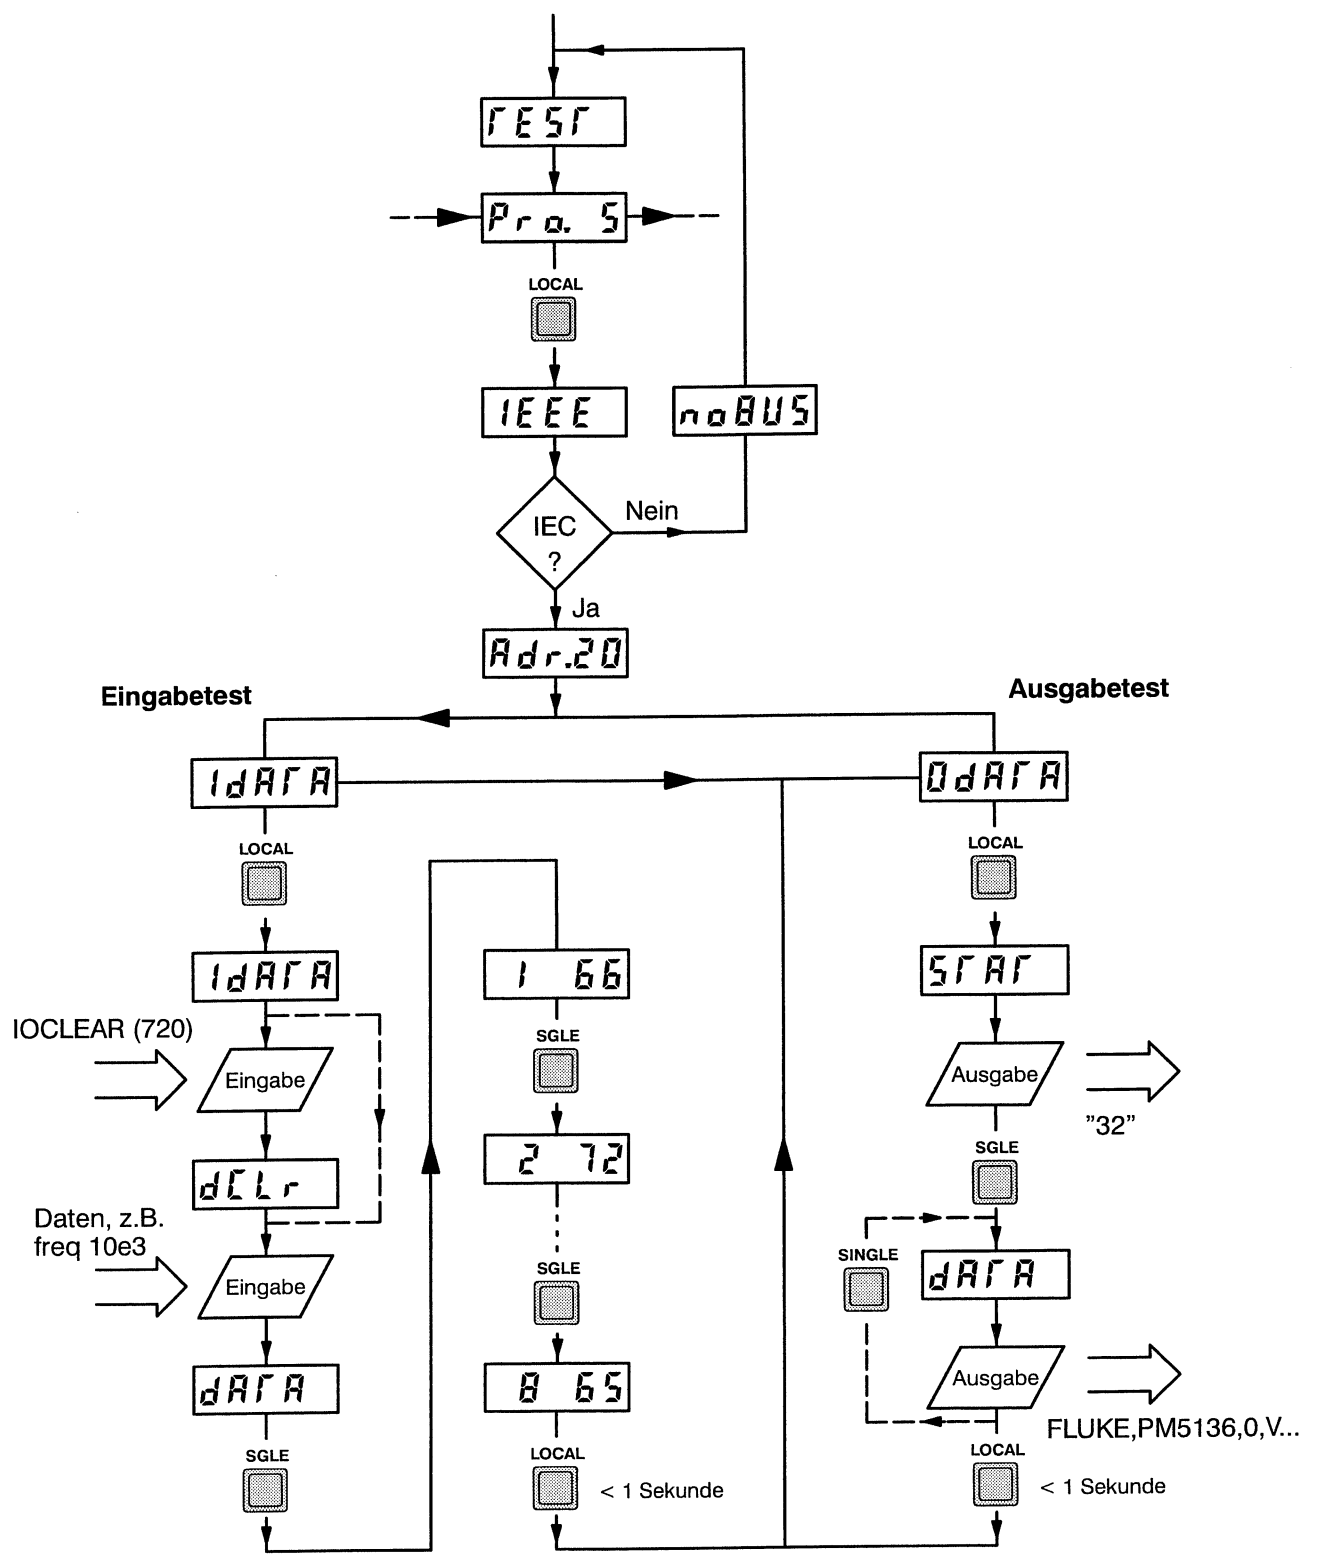 TEST
Pro. 5
LOCAL
IEEE
noBUS
IEC
?
Nein
Ja
Adr.20
Eingabetest
Ausgabetest
IdATA
OdATA
LOCAL
LOCAL
IdATA
1 66
STAT
IOCLEAR (720)
SGLE
Eingabe
Ausgabe
"32"
2 72
SGLE
dCLr
Daten, z.B.
freq 10e3
SINGLE
SGLE
Eingabe
dATA
dATA
8 65
Ausgabe
FLUKE,PM5136,0,V...
SGLE
LOCAL
LOCAL
< 1 Sekunde
< 1 Sekunde